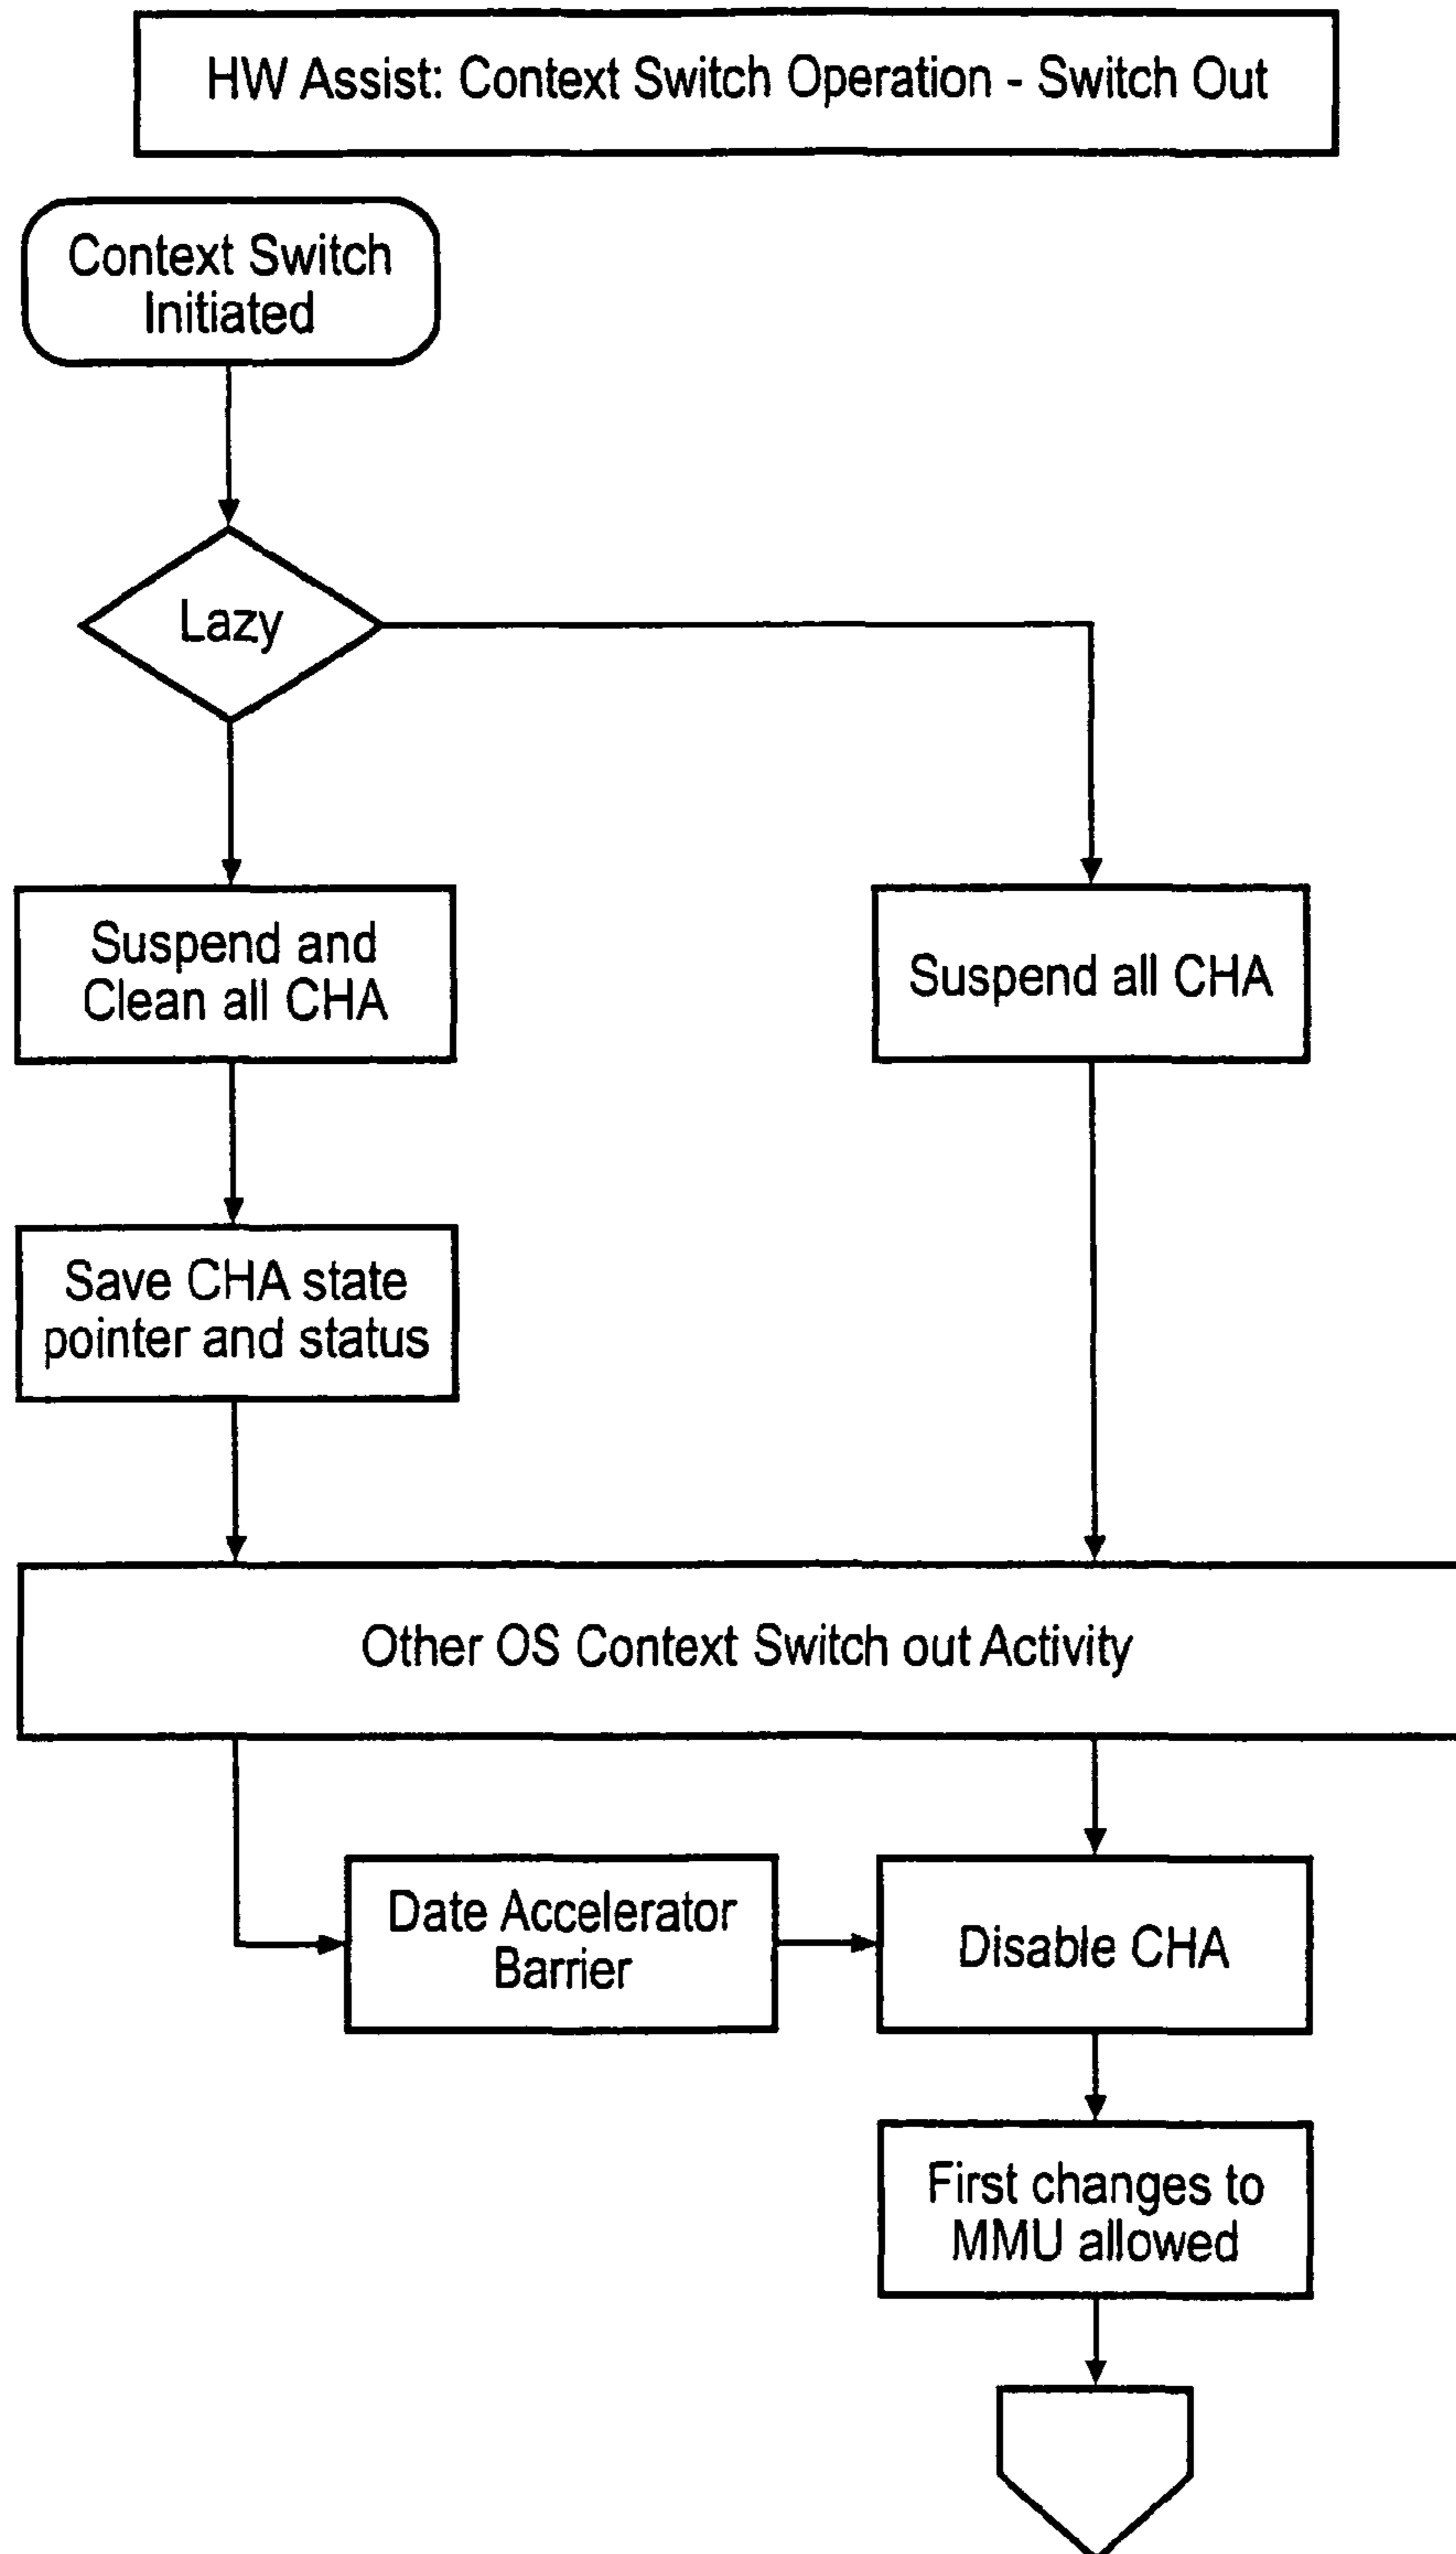 HW Assist: Context Switch Operation - Switch Out
Context Switch
Initiated
Lazy
Suspend and
Clean all CHA
Suspend all CHA
Save CHA state
pointer and status
Other OS Context Switch out Activity
Date Accelerator
Barrier
Disable CHA
First changes to
MMU allowed